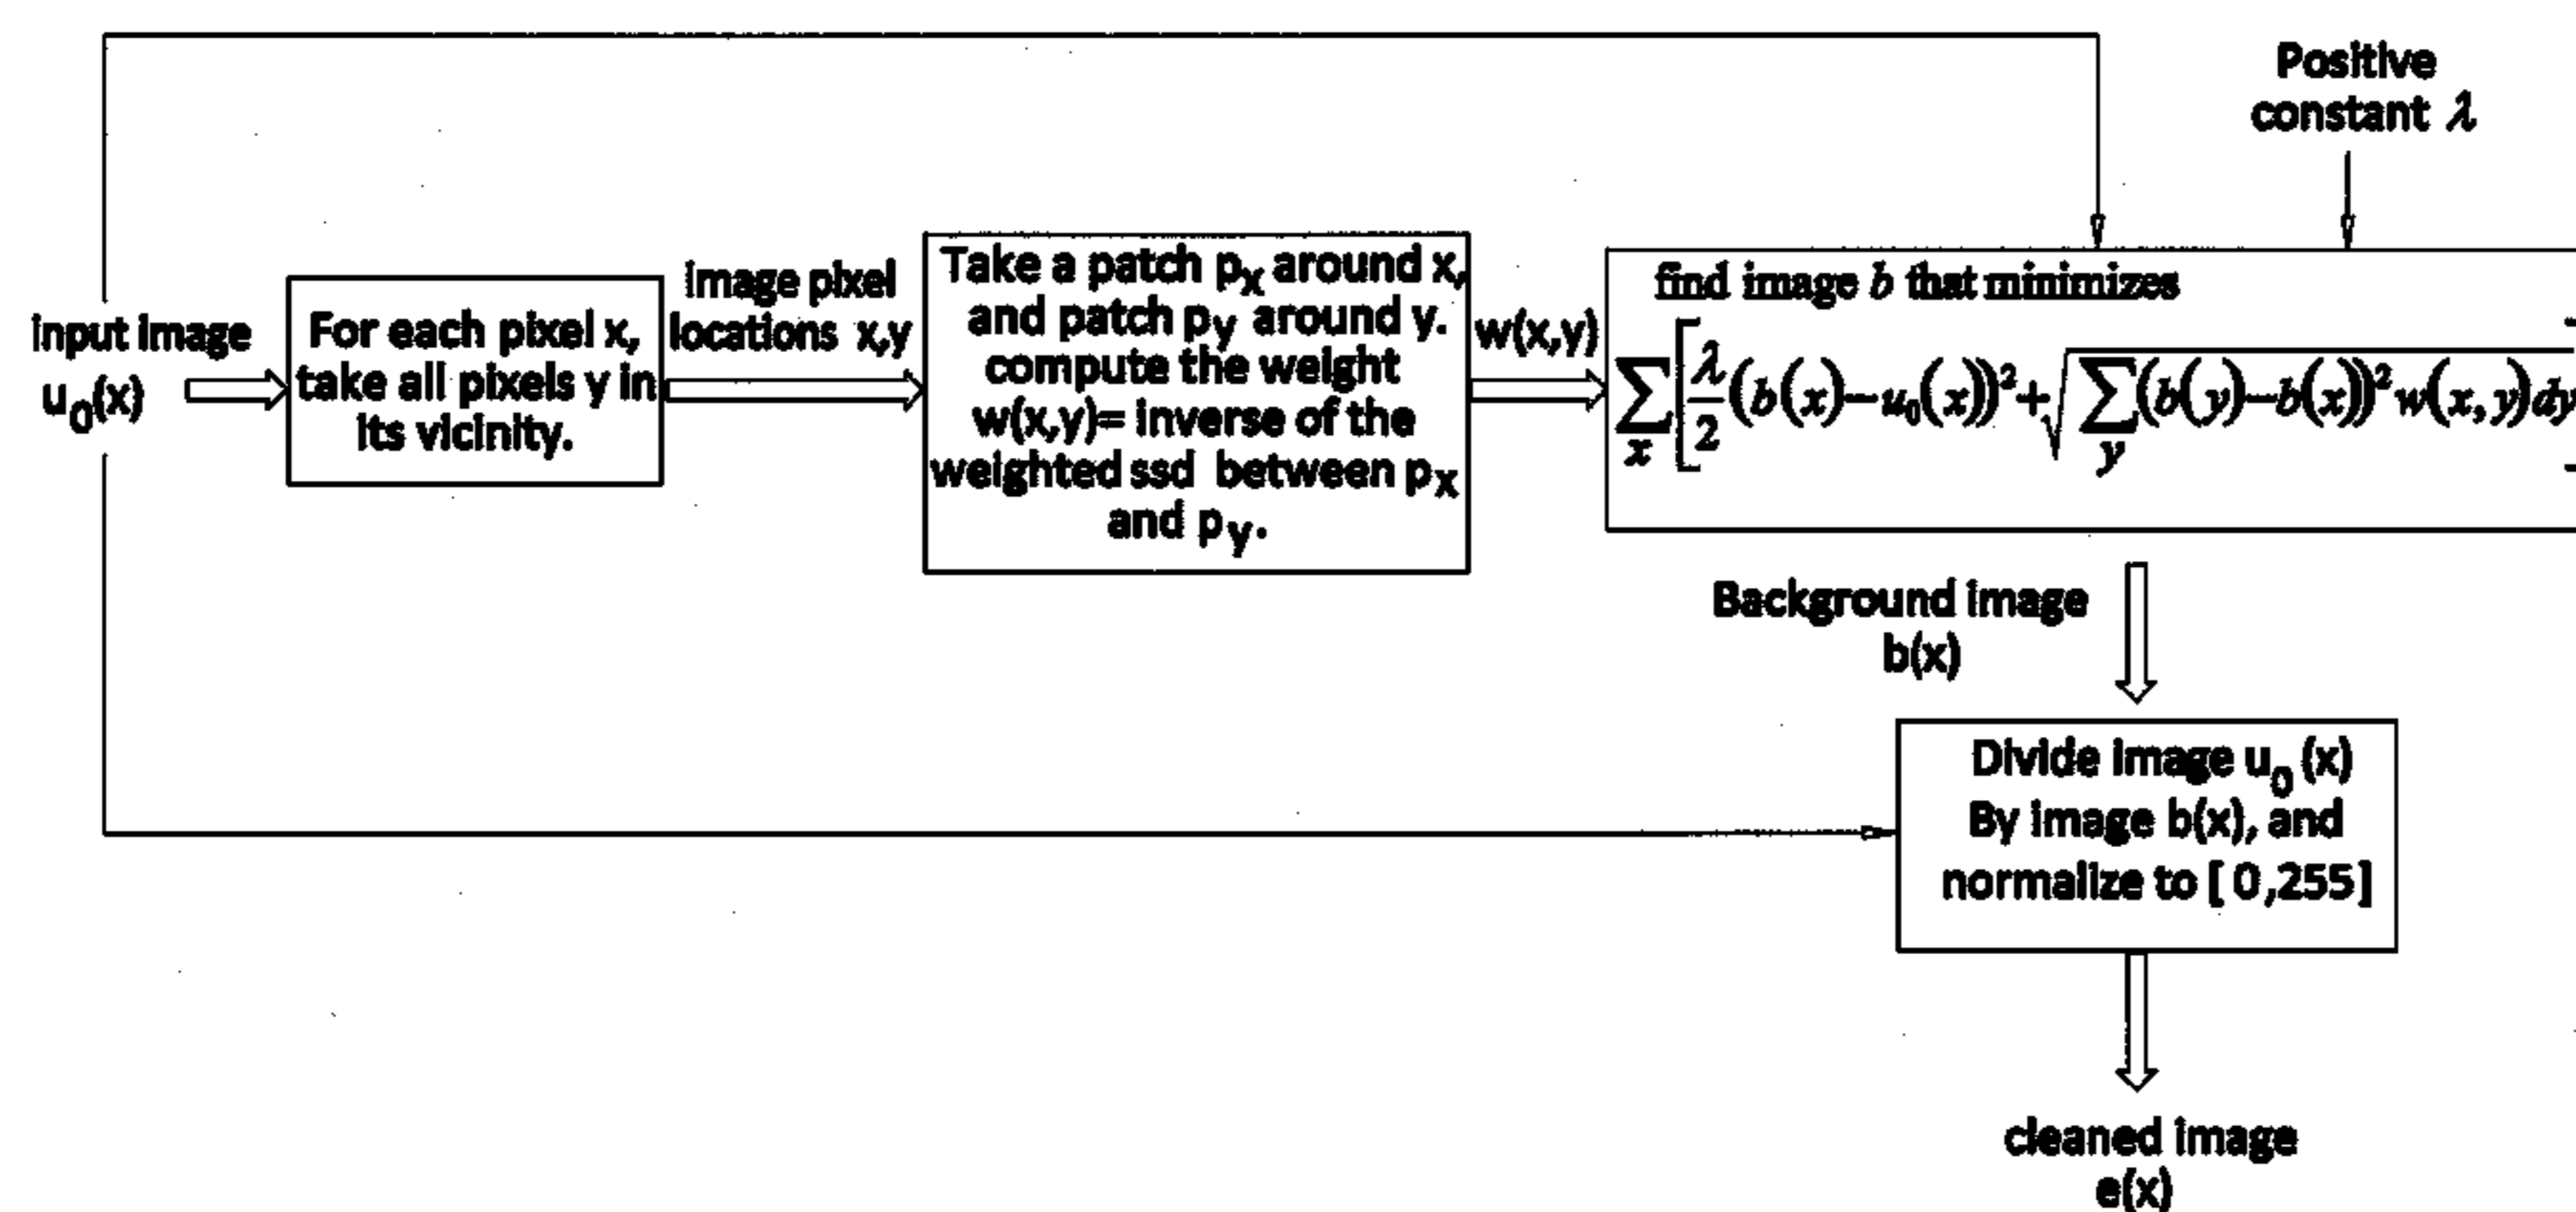 Positive
constant λ
input image
u₀(x)
For each pixel x,
take all pixels y in
its vicinity.
image pixel
locations x,y
Take a patch pₓ around x,
and patch p_y around y.
compute the weight
w(x,y)= inverse of the
weighted ssd between pₓ
and p_y.
w(x,y)
find image b that minimizes
∑ₓ[λ/2 (b(x)−u₀(x))²+√∑_y(b(y)−b(x))²w(x,y)dy]
Background image
b(x)
Divide image u₀ (x)
By image b(x), and
normalize to [ 0,255]
cleaned image
e(x)